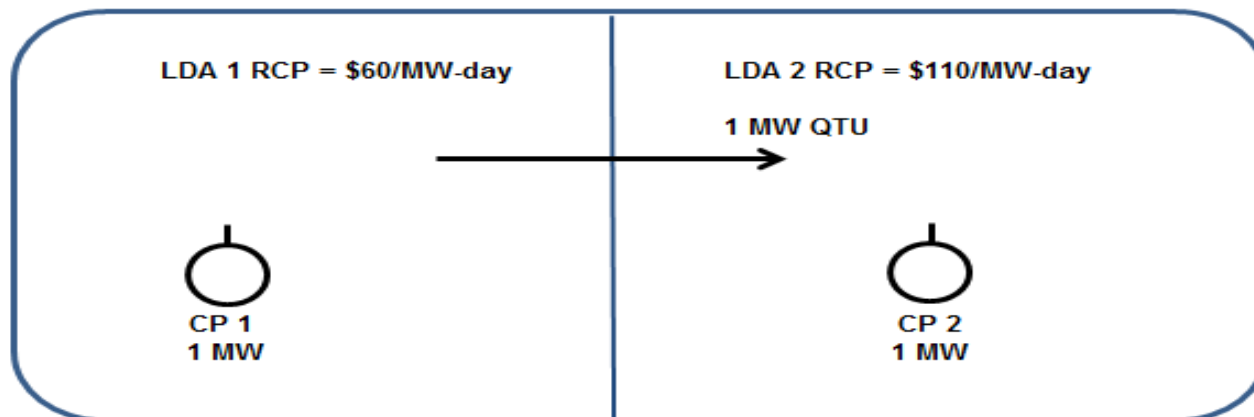 LDA 1 RCP = $60/MW-day
LDA 2 RCP = $110/MW-day
1 MW QTU
CP 1
1 MW
CP 2
1 MW